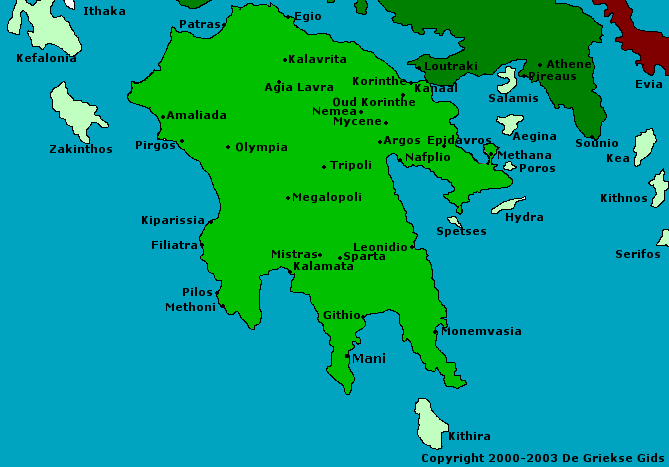 Ithaka
Egio
Patras
Kefalonia
Kalavrita
Loutraki
Athene
Pireaus
Korinthe
Kanaal
Evia
Agia Lavra
Salamis
Oud Korinthe
Nemea
Amaliada
Mycene
Aegina
Zakinthos
Pirgos
Olympia
Argos
Epidavros
Sounio
Nafplio
Methana
Kea
Tripoli
Poros
Megalopoli
Kithnos
Kiparissia
Hydra
Spetses
Filiatra
Leonidio
Mistras
Sparta
Serifos
Kalamata
Pilos
Methoni
Githio
Monemvasia
Mani
Kithira
Copyright 2000-2003 De Griekse Gids